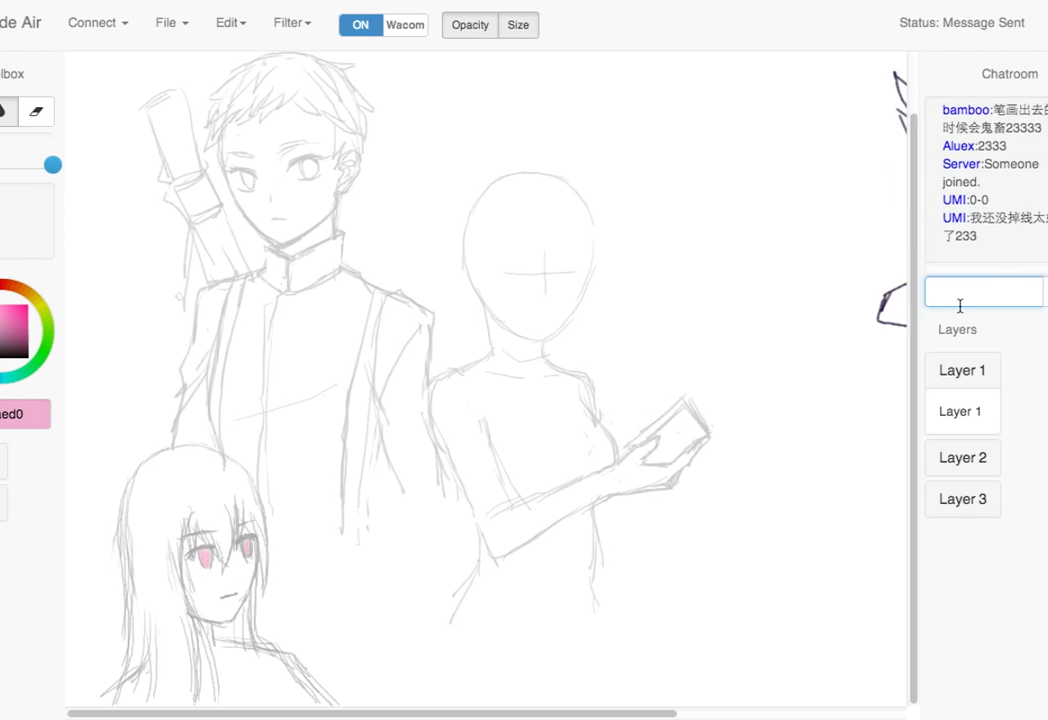 de Air
Connect
File
Edit
Filter
ON
Wacom
Opacity
Size
Status: Message Sent
lbox
Chatroom
bamboo:笔画出去的
时候会鬼畜23333
Aluex:2333
Server:Someone
joined.
UMI:0-0
UMI:我还没掉线太
了233
Layers
Layer 1
Layer 1
Layer 2
Layer 3
aed0